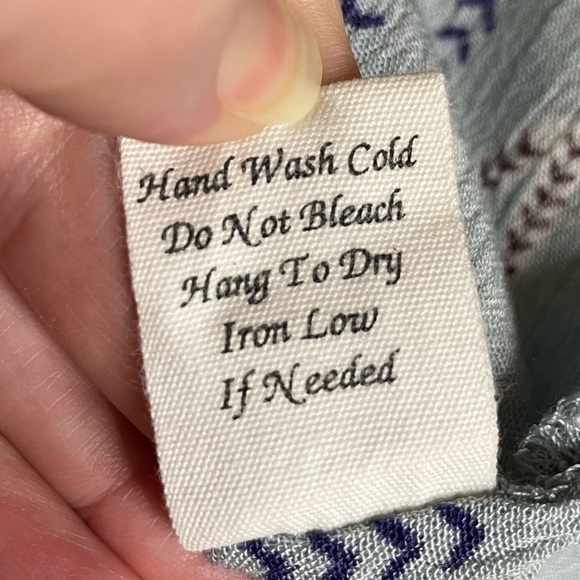 Hand Wash Cold
Do Not Bleach
Hang To Dry
Iron Low
If Needed